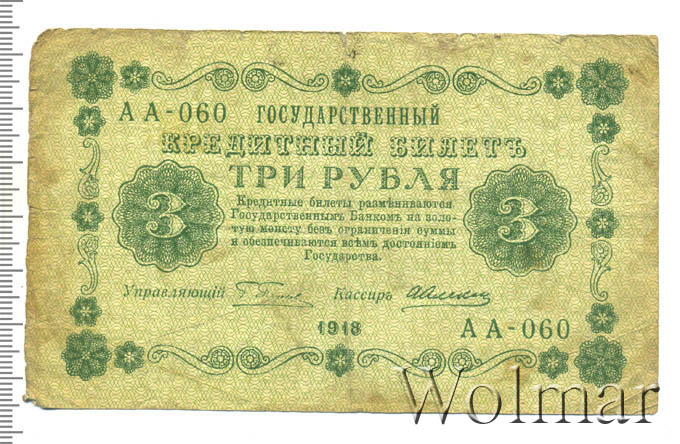 АА-060 ГОСУДАРСТВЕННЫЙ
КРЕДИТНЫЙ БИЛЕТЪ
ТРИ РУБЛЯ
3 3
Кредитные билеты размѣниваются
Государственнымъ Банкомъ на золо-
тую монету безъ ограниченія суммы
и обезпечиваются всѣмъ достояніемъ
Государства.
Управляющій Кассиръ
1918 АА-060
Wolmar